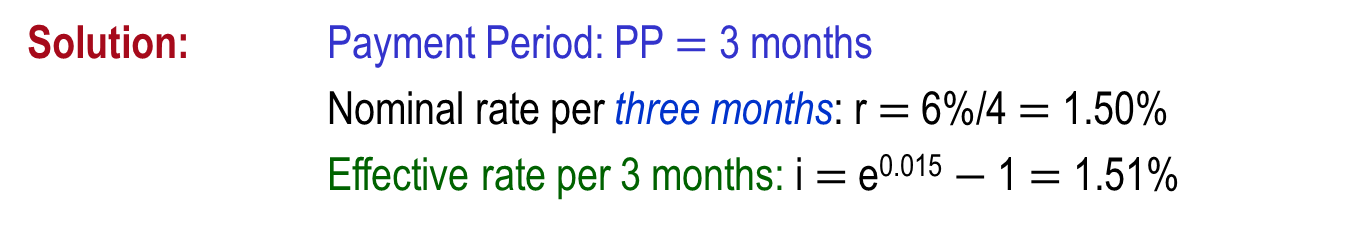 Solution: Payment Period: PP = 3 months
Nominal rate per three months: r = 6%/4 = 1.50%
Effective rate per 3 months: i = e^0.015 − 1 = 1.51%